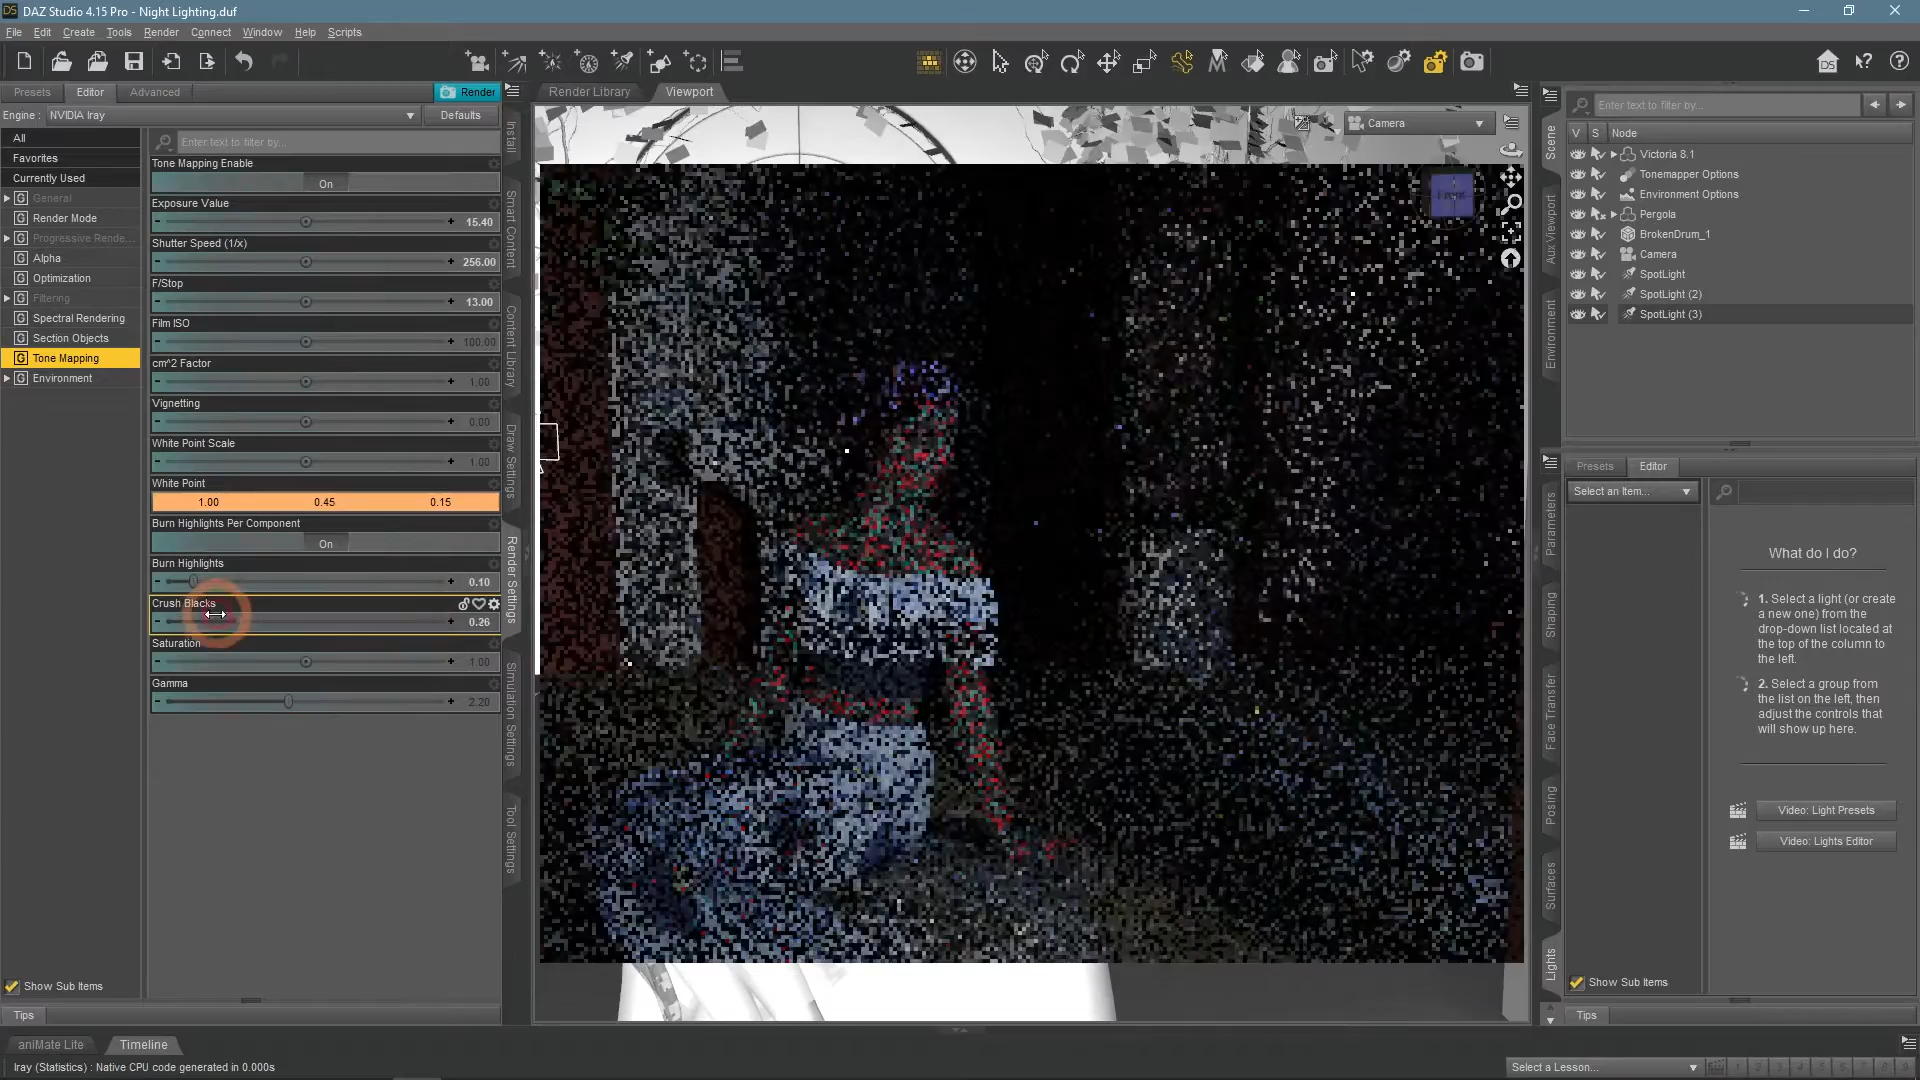 DAZ Studio 4.15 Pro - Night Lighting.duf
File Edit Create Tools Render Connect Window Help Scripts
Presets Editor Advanced Render
Engine : NVIDIA Iray Defaults
All
Favorites
Currently Used
General
Render Mode
Progressive Rende...
Alpha
Optimization
Filtering
Spectral Rendering
Section Objects
Tone Mapping
Environment
Show Sub Items
Tips
Enter text to filter by...
Tone Mapping Enable
On
Exposure Value
15.40
Shutter Speed (1/x)
256.00
F/Stop
13.00
Film ISO
100.00
cm^2 Factor
1.00
Vignetting
0.00
White Point Scale
1.00
White Point
1.00 0.45 0.15
Burn Highlights Per Component
On
Burn Highlights
0.10
Crush Blacks
0.26
Saturation
1.00
Gamma
2.20
Install
Smart Content
Content Library
Draw Settings
Render Settings
Simulation Settings
Tool Settings
Render Library Viewport
Camera
Scene
Aux Viewport
Environment
Enter text to filter by...
V S Node
Victoria 8.1
Tonemapper Options
Environment Options
Pergola
BrokenDrum_1
Camera
SpotLight
SpotLight (2)
SpotLight (3)
Parameters
Shaping
Face Transfer
Posing
Surfaces
Lights
Presets Editor
Select an Item...
What do I do?
1. Select a light (or create
a new one) from the
drop-down list located at
the top of the column to
the left.
2. Select a group from
the list on the left, then
adjust the controls that
will show up here.
Video: Light Presets
Video: Lights Editor
Show Sub Items
Tips
aniMate Lite Timeline
Iray (Statistics) : Native CPU code generated in 0.000s
Select a Lesson...